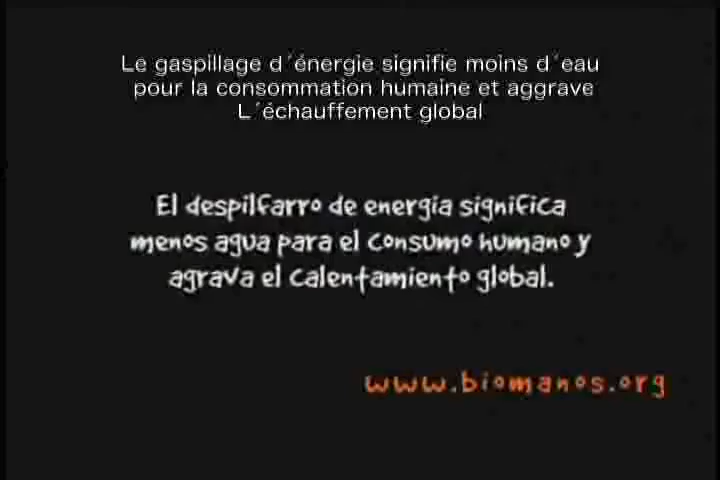 Le gaspillage d´énergie signifie moins d´eau
pour la consommation humaine et aggrave
L´échauffement global
El despilfarro de energía significa
menos agua para el consumo humano y
agrava el calentamiento global.
www.biomanos.org